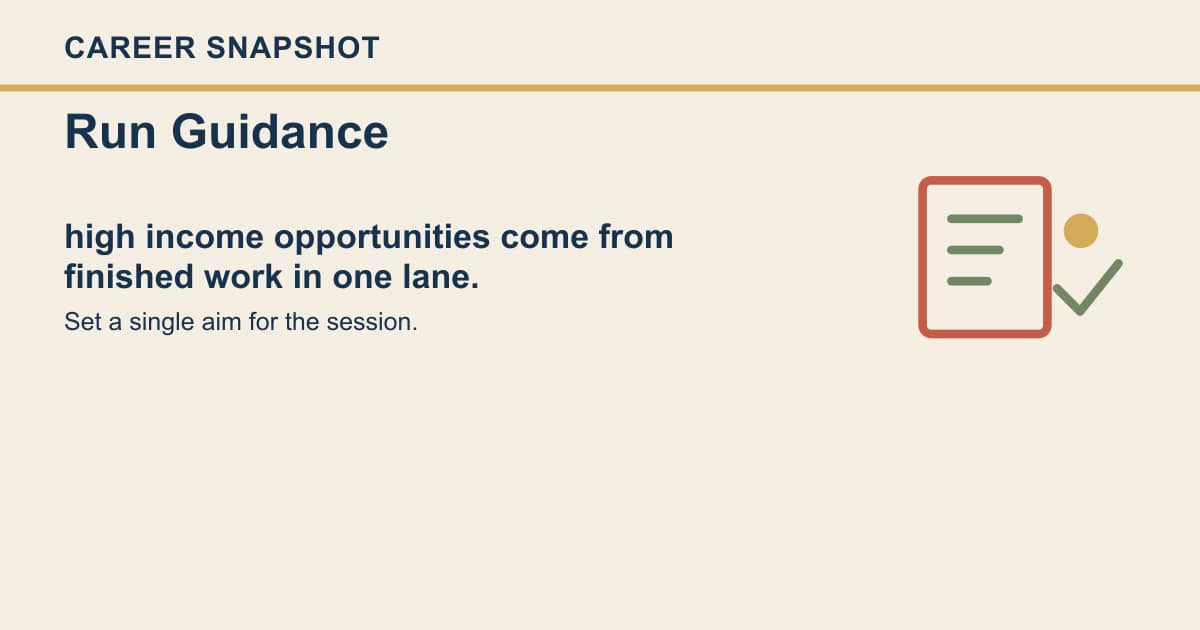 CAREER SNAPSHOT
Run Guidance
high income opportunities come from
finished work in one lane.
Set a single aim for the session.